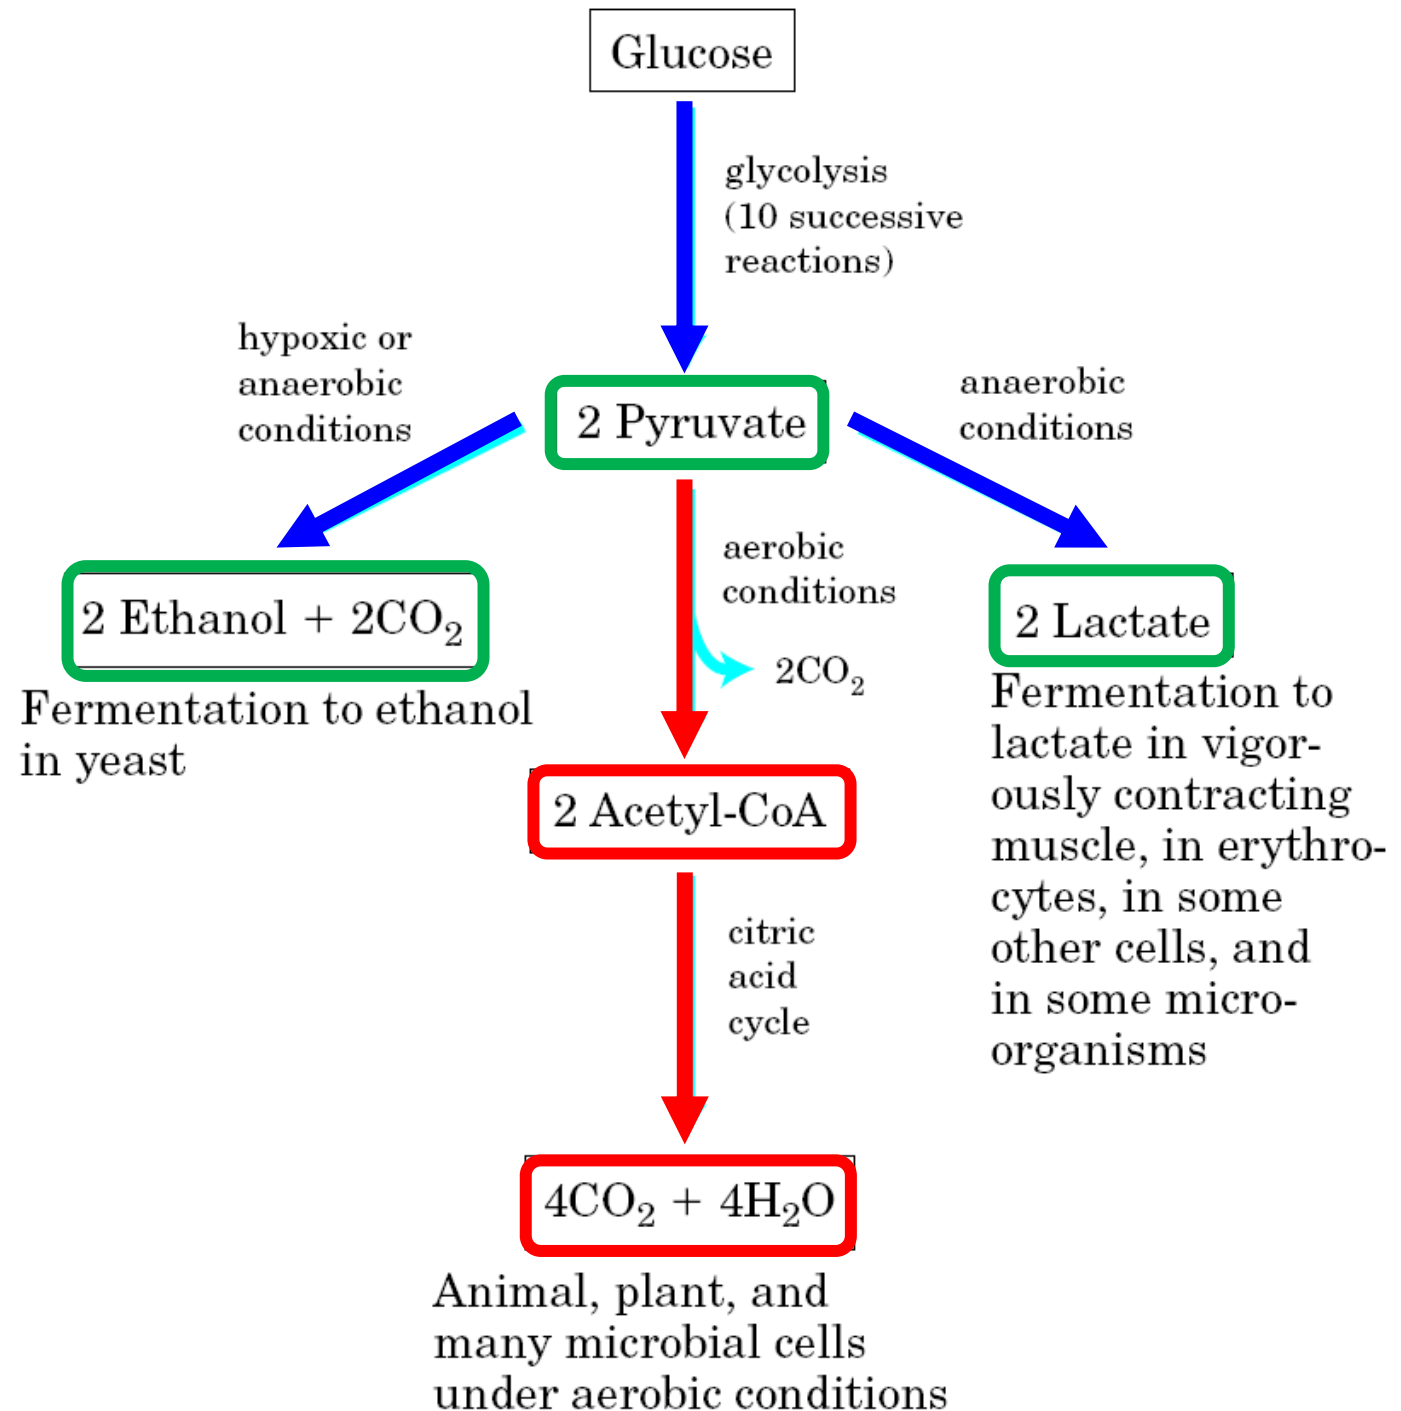 Glucose
glycolysis
(10 successive
reactions)
hypoxic or
anaerobic
conditions
2 Pyruvate
anaerobic
conditions
2 Ethanol + 2CO₂
Fermentation to ethanol
in yeast
aerobic
conditions
2CO₂
2 Lactate
Fermentation to
lactate in vigor-
ously contracting
muscle, in erythro-
cytes, in some
other cells, and
in some micro-
organisms
2 Acetyl-CoA
citric
acid
cycle
4CO₂ + 4H₂O
Animal, plant, and
many microbial cells
under aerobic conditions